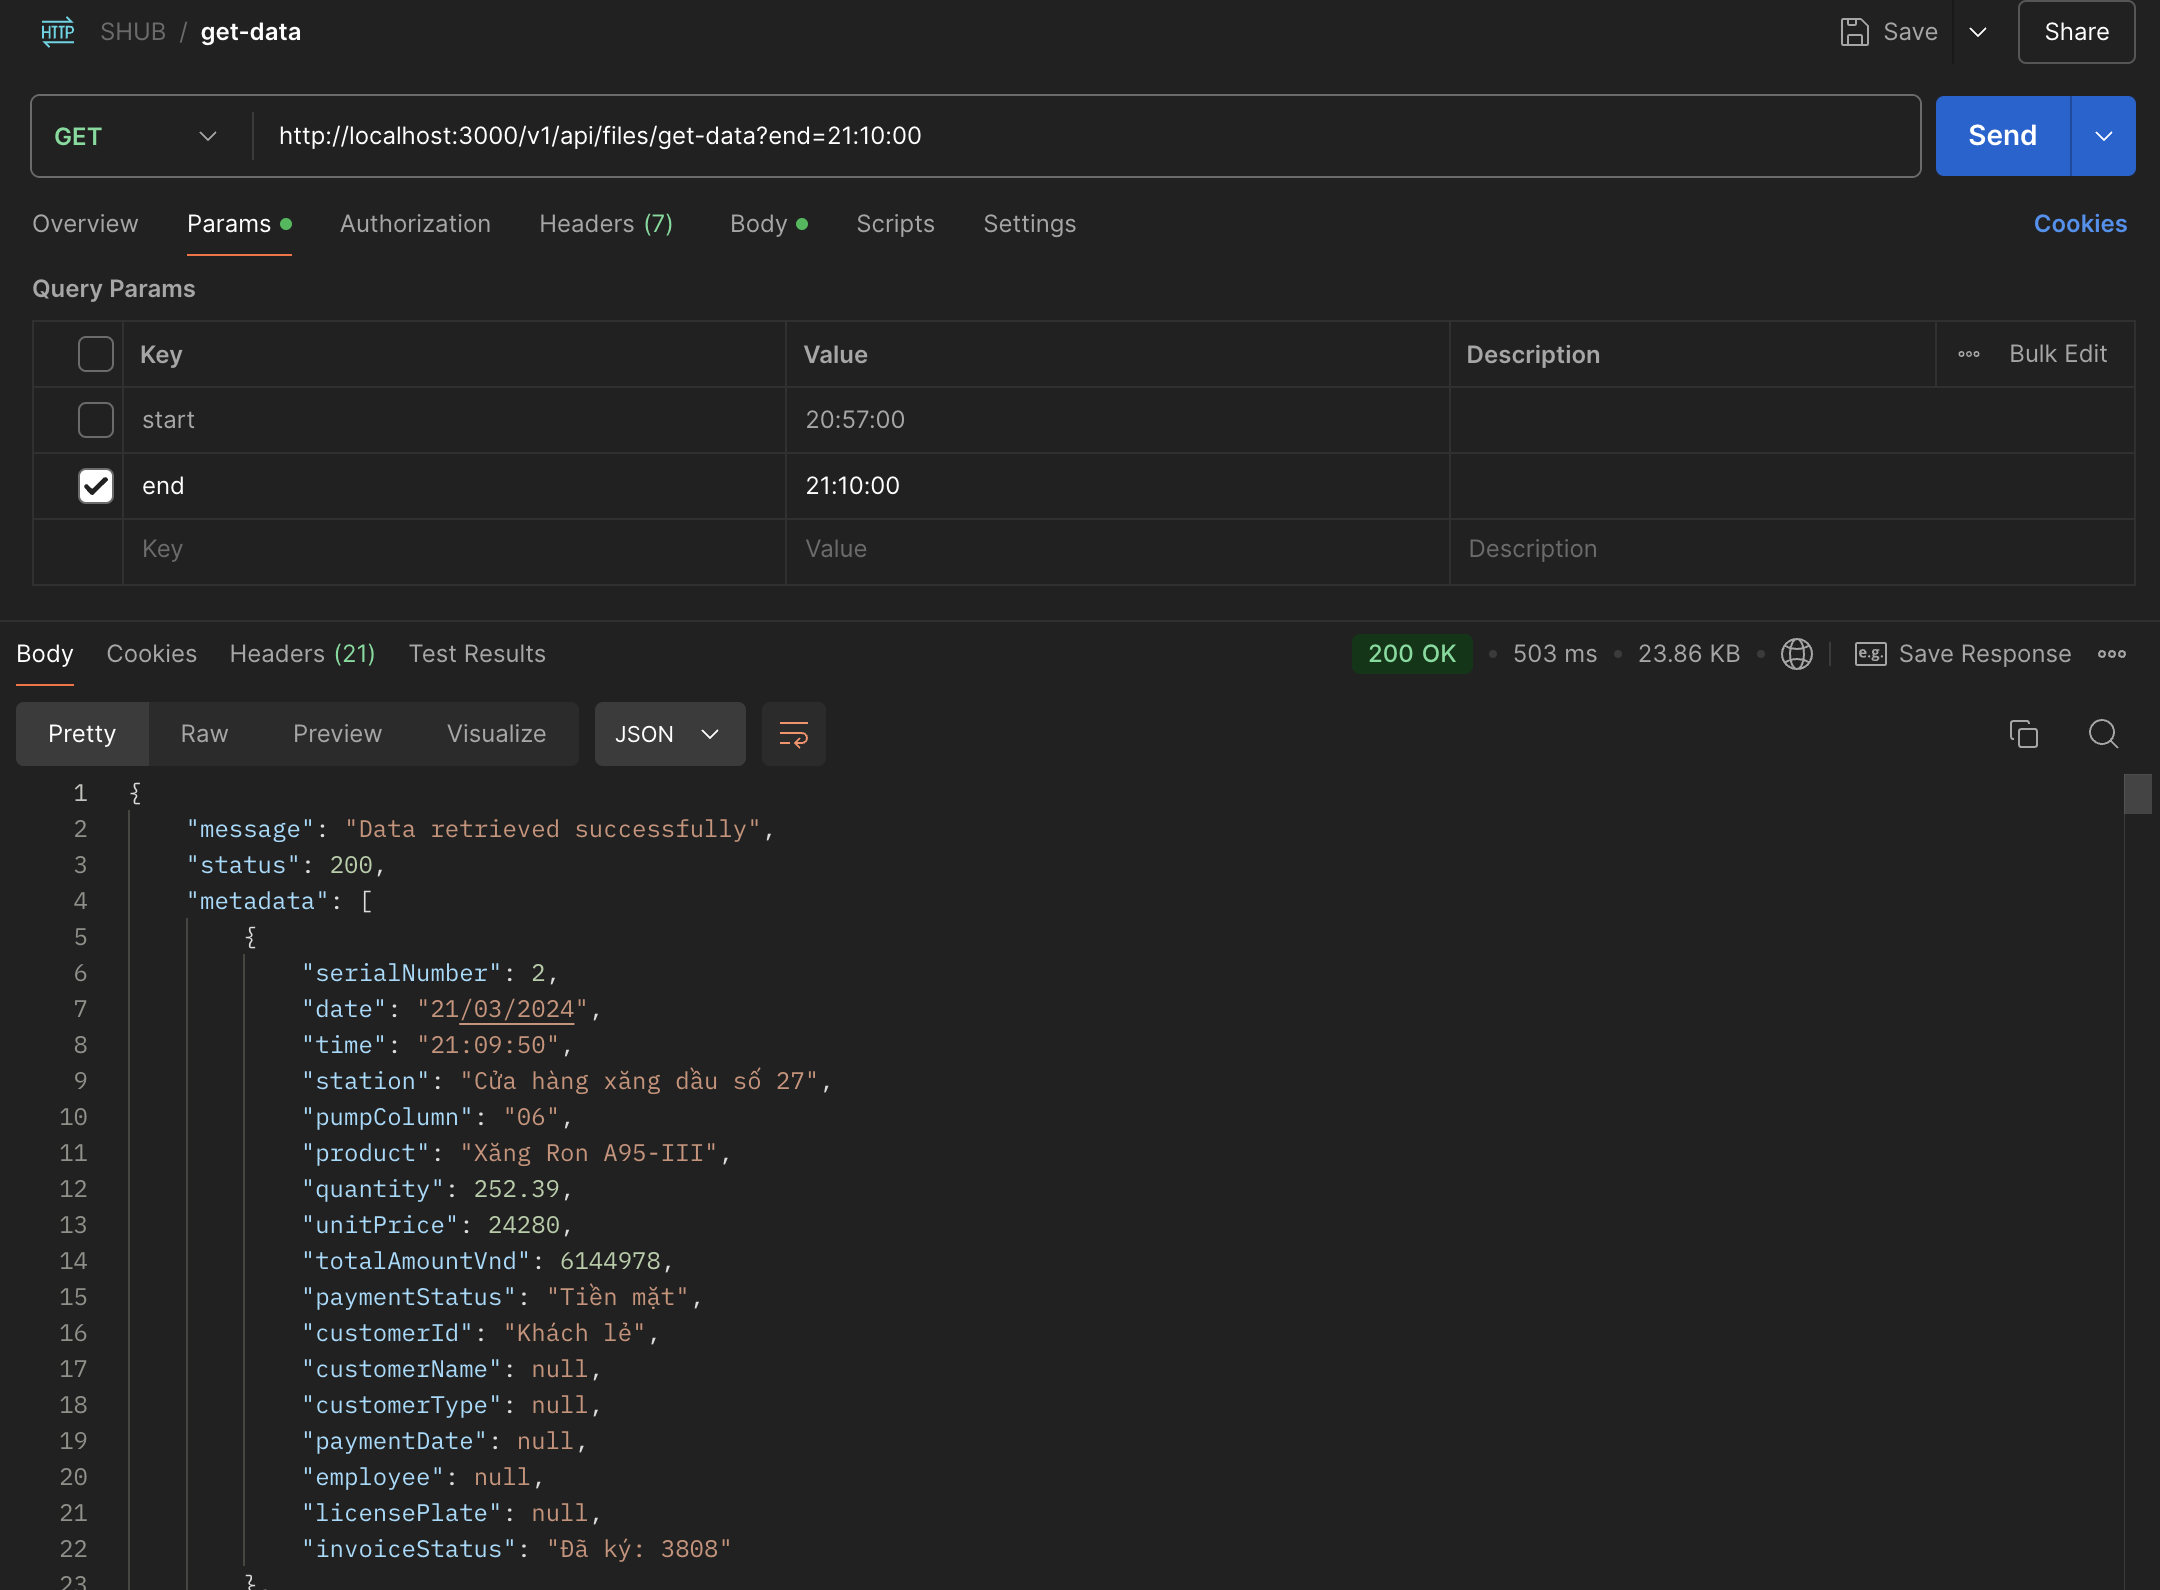 HTTP SHUB / get-data Save Share
GET http://localhost:3000/v1/api/files/get-data?end=21:10:00 Send
Overview Params Authorization Headers (7) Body Scripts Settings Cookies
Query Params
Key Value Description Bulk Edit
start 20:57:00
end 21:10:00
Key Value Description
Body Cookies Headers (21) Test Results 200 OK • 503 ms • 23.86 KB • e.g. Save Response
Pretty Raw Preview Visualize JSON
1 {
2 "message": "Data retrieved successfully",
3 "status": 200,
4 "metadata": [
5 {
6 "serialNumber": 2,
7 "date": "21/03/2024",
8 "time": "21:09:50",
9 "station": "Cửa hàng xăng dầu số 27",
10 "pumpColumn": "06",
11 "product": "Xăng Ron A95-III",
12 "quantity": 252.39,
13 "unitPrice": 24280,
14 "totalAmountVnd": 6144978,
15 "paymentStatus": "Tiền mặt",
16 "customerId": "Khách lẻ",
17 "customerName": null,
18 "customerType": null,
19 "paymentDate": null,
20 "employee": null,
21 "licensePlate": null,
22 "invoiceStatus": "Đã ký: 3808"
23 },